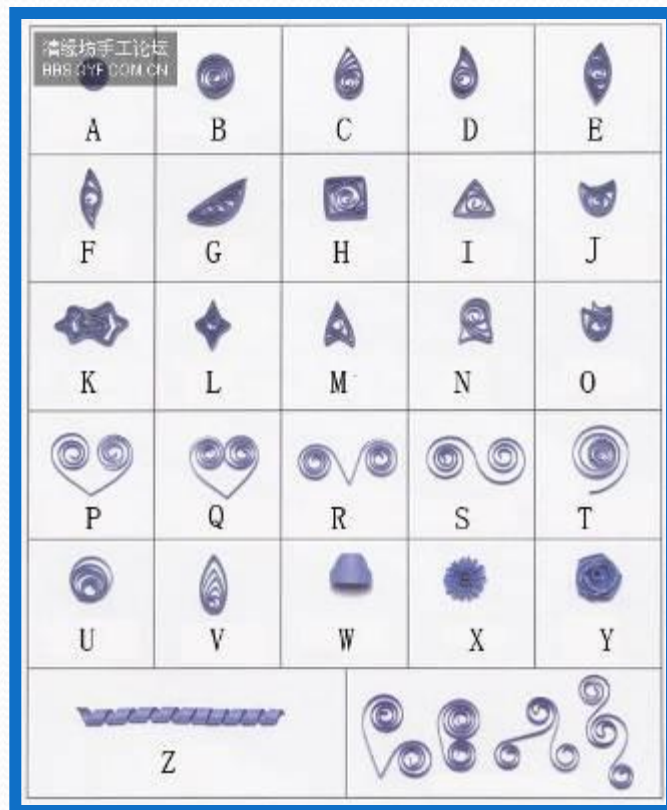 清缘坊手工论坛
BBS.QYF.COM.CN
A B C D E
F G H I J
K L M N O
P Q R S T
U V W X Y
Z